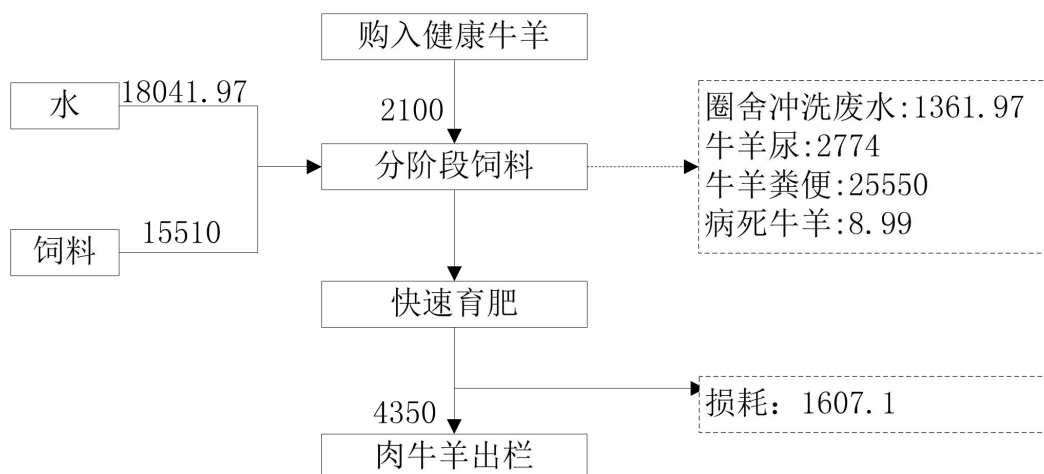 购入健康牛羊
水
18041.97
2100
分阶段饲料
饲料
15510
圈舍冲洗废水:1361.97
牛羊尿:2774
牛羊粪便:25550
病死牛羊:8.99
快速育肥
损耗：1607.1
4350
肉牛羊出栏